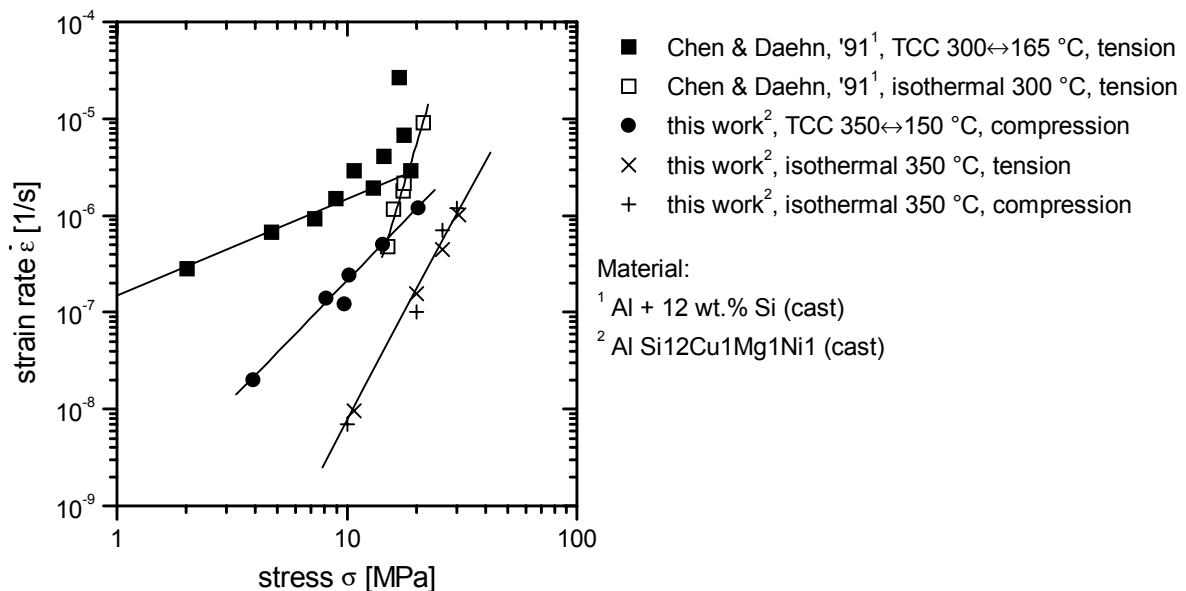 10⁻⁴
10⁻⁵
10⁻⁶
10⁻⁷
10⁻⁸
10⁻⁹
strain rate ε̇ [1/s]
1
10
100
stress σ [MPa]
Chen & Daehn, '91¹, TCC 300↔165 °C, tension
Chen & Daehn, '91¹, isothermal 300 °C, tension
this work², TCC 350↔150 °C, compression
this work², isothermal 350 °C, tension
this work², isothermal 350 °C, compression
Material:
¹ Al + 12 wt.% Si (cast)
² Al Si12Cu1Mg1Ni1 (cast)